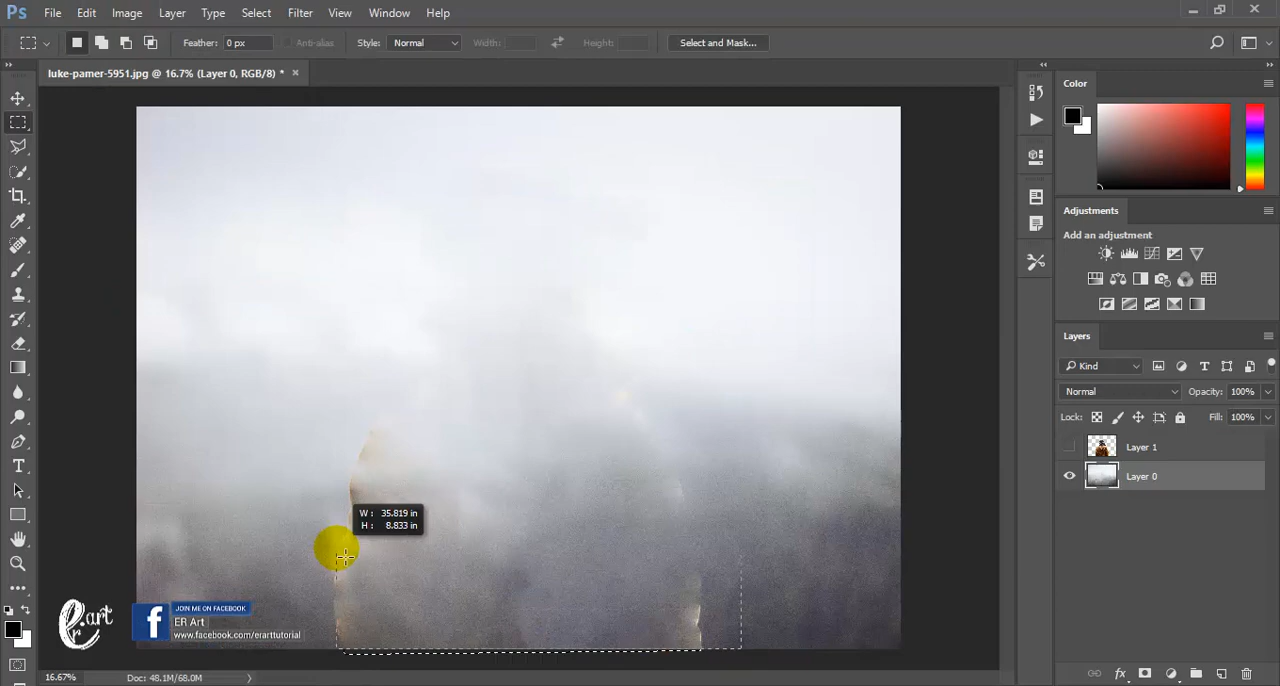 Ps File Edit Image Layer Type Select Filter View Window Help
Feather: 0 px Anti-alias Style: Normal Width: Height: Select and Mask...
luke-pamer-5951.jpg @ 16.7% (Layer 0, RGB/8) *
Color
Adjustments
Add an adjustment
Layers
Kind
Normal Opacity: 100%
Lock: Fill: 100%
Layer 1
Layer 0
W : 35.819 in
H : 8.833 in
er art
f
JOIN ME ON FACEBOOK
ER Art
www.facebook.com/erarttutorial
16.67% Doc: 48.1M/68.0M
fx